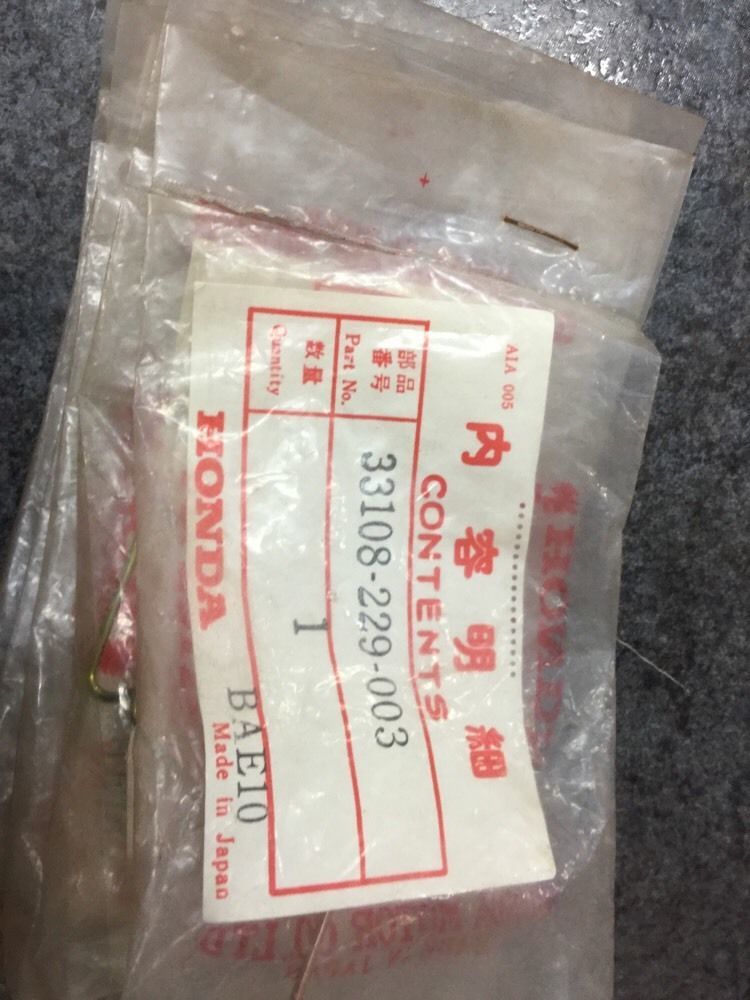 AIA 005
内容明細
CONTENTS
部品番号
Part No.
33108-229-003
数量
Quantity
1
HONDA
BAE10
Made in Japan
HONDA